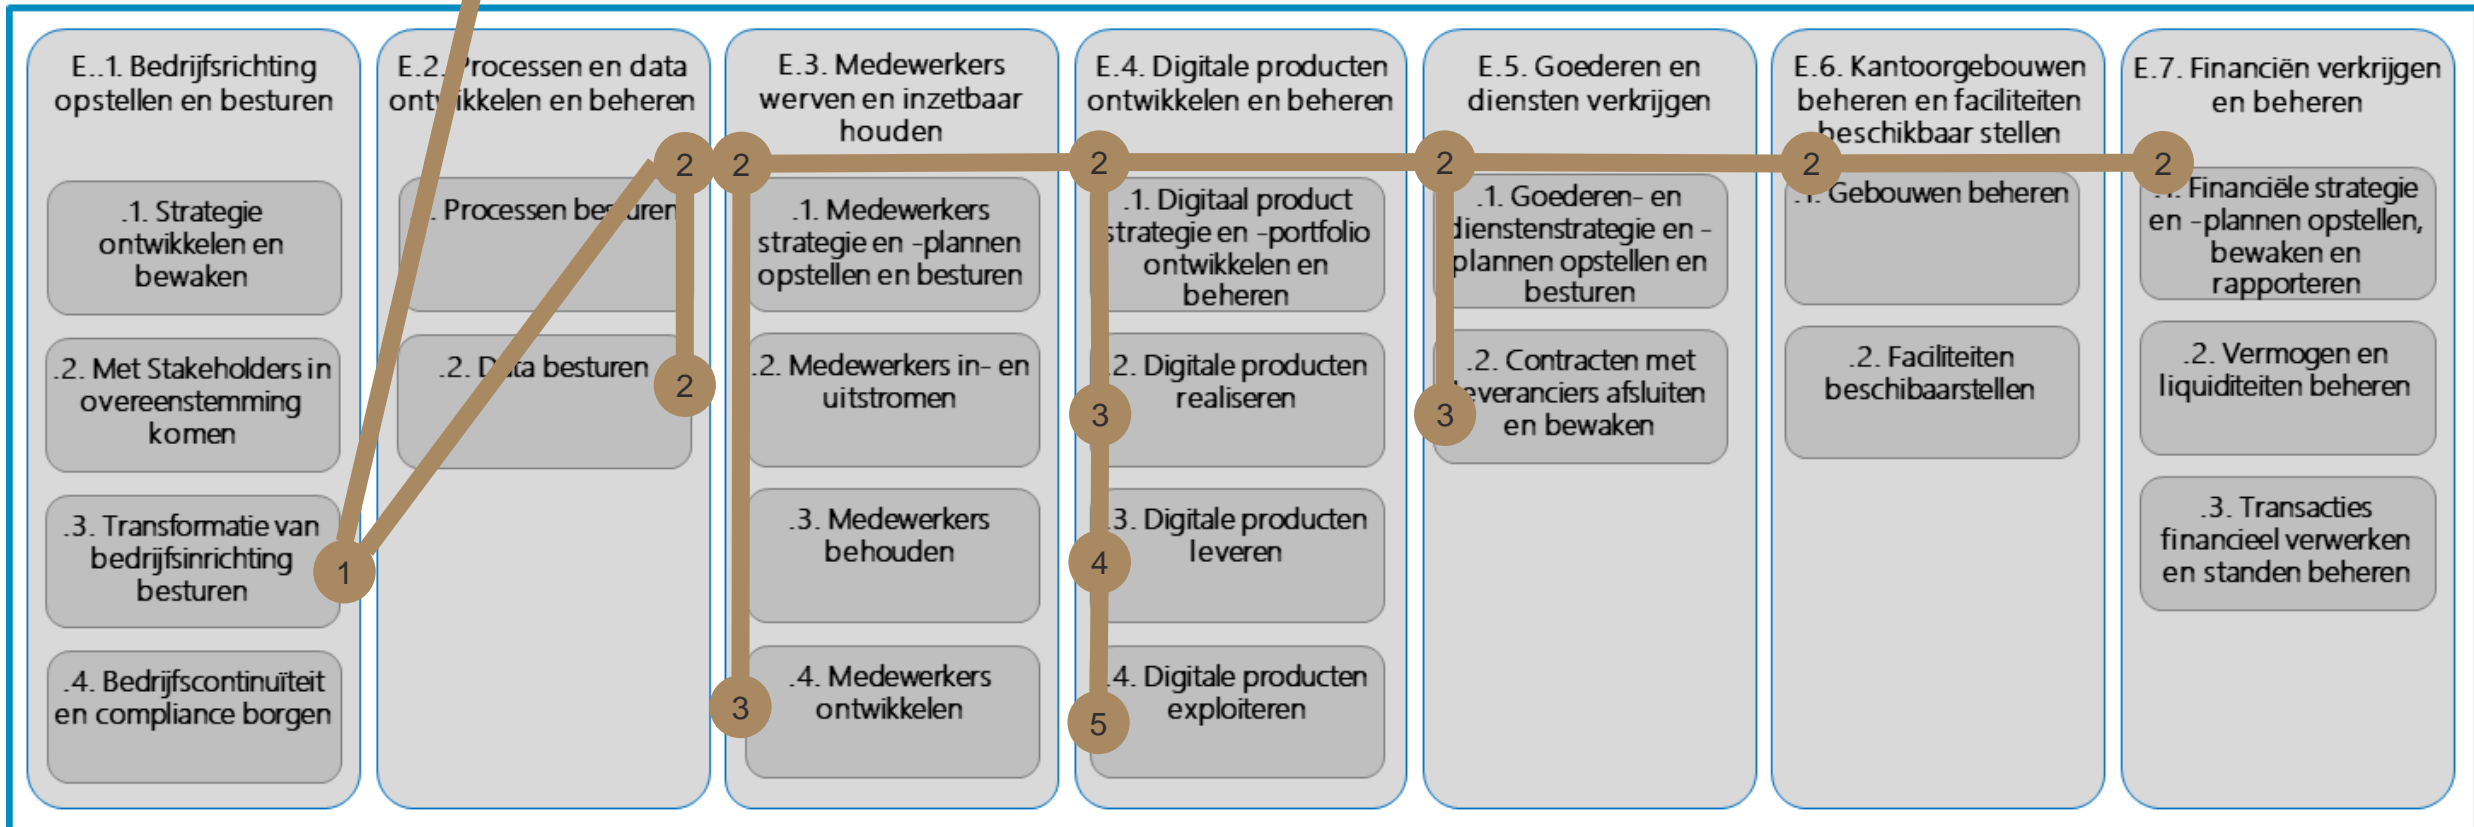 E..1. Bedrijfsrichting
opstellen en besturen
.1. Strategie
ontwikkelen en
bewaken
.2. Met Stakeholders in
overeenstemming
komen
.3. Transformatie van
bedrijfsinrichting
besturen
1
.4. Bedrijfscontinuïteit
en compliance borgen
E.2. Processen en data
ontwikkelen en beheren
2
. Processen besturen
.2. Data besturen
2
E.3. Medewerkers
werven en inzetbaar
houden
2
.1. Medewerkers
strategie en -plannen
opstellen en besturen
.2. Medewerkers in- en
uitstromen
.3. Medewerkers
behouden
.4. Medewerkers
ontwikkelen
3
E.4. Digitale producten
ontwikkelen en beheren
2
.1. Digitaal product
strategie en -portfolio
ontwikkelen en
beheren
.2. Digitale producten
realiseren
3
.3. Digitale producten
leveren
4
.4. Digitale producten
exploiteren
5
E.5. Goederen en
diensten verkrijgen
2
.1. Goederen- en
dienstenstrategie en -
plannen opstellen en
besturen
.2. Contracten met
leveranciers afsluiten
en bewaken
3
E.6. Kantoorgebouwen
beheren en faciliteiten
beschikbaar stellen
2
.1. Gebouwen beheren
.2. Faciliteiten
beschibaarstellen
E.7. Financiën verkrijgen
en beheren
2
.1. Financiële strategie
en -plannen opstellen,
bewaken en
rapporteren
.2. Vermogen en
liquiditeiten beheren
.3. Transacties
financieel verwerken
en standen beheren